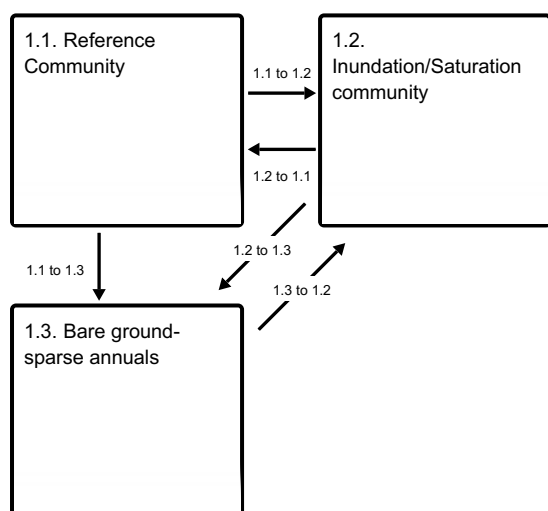 1.1. Reference
Community
1.2.
Inundation/Saturation
community
1.1 to 1.2
1.2 to 1.1
1.2 to 1.3
1.1 to 1.3
1.3 to 1.2
1.3. Bare ground-
sparse annuals